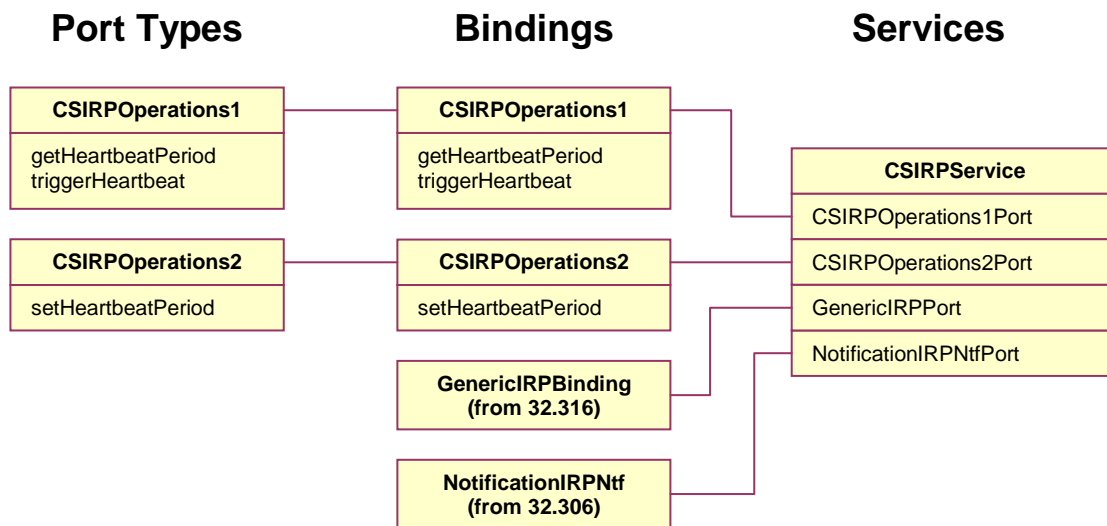 Port Types
Bindings
Services
CSIRPOperations1
getHeartbeatPeriod
triggerHeartbeat
CSIRPOperations2
setHeartbeatPeriod
CSIRPOperations1
getHeartbeatPeriod
triggerHeartbeat
CSIRPOperations2
setHeartbeatPeriod
GenericIRPBinding
(from 32.316)
NotificationIRPNtf
(from 32.306)
CSIRPService
CSIRPOperations1Port
CSIRPOperations2Port
GenericIRPPort
NotificationIRPNtfPort